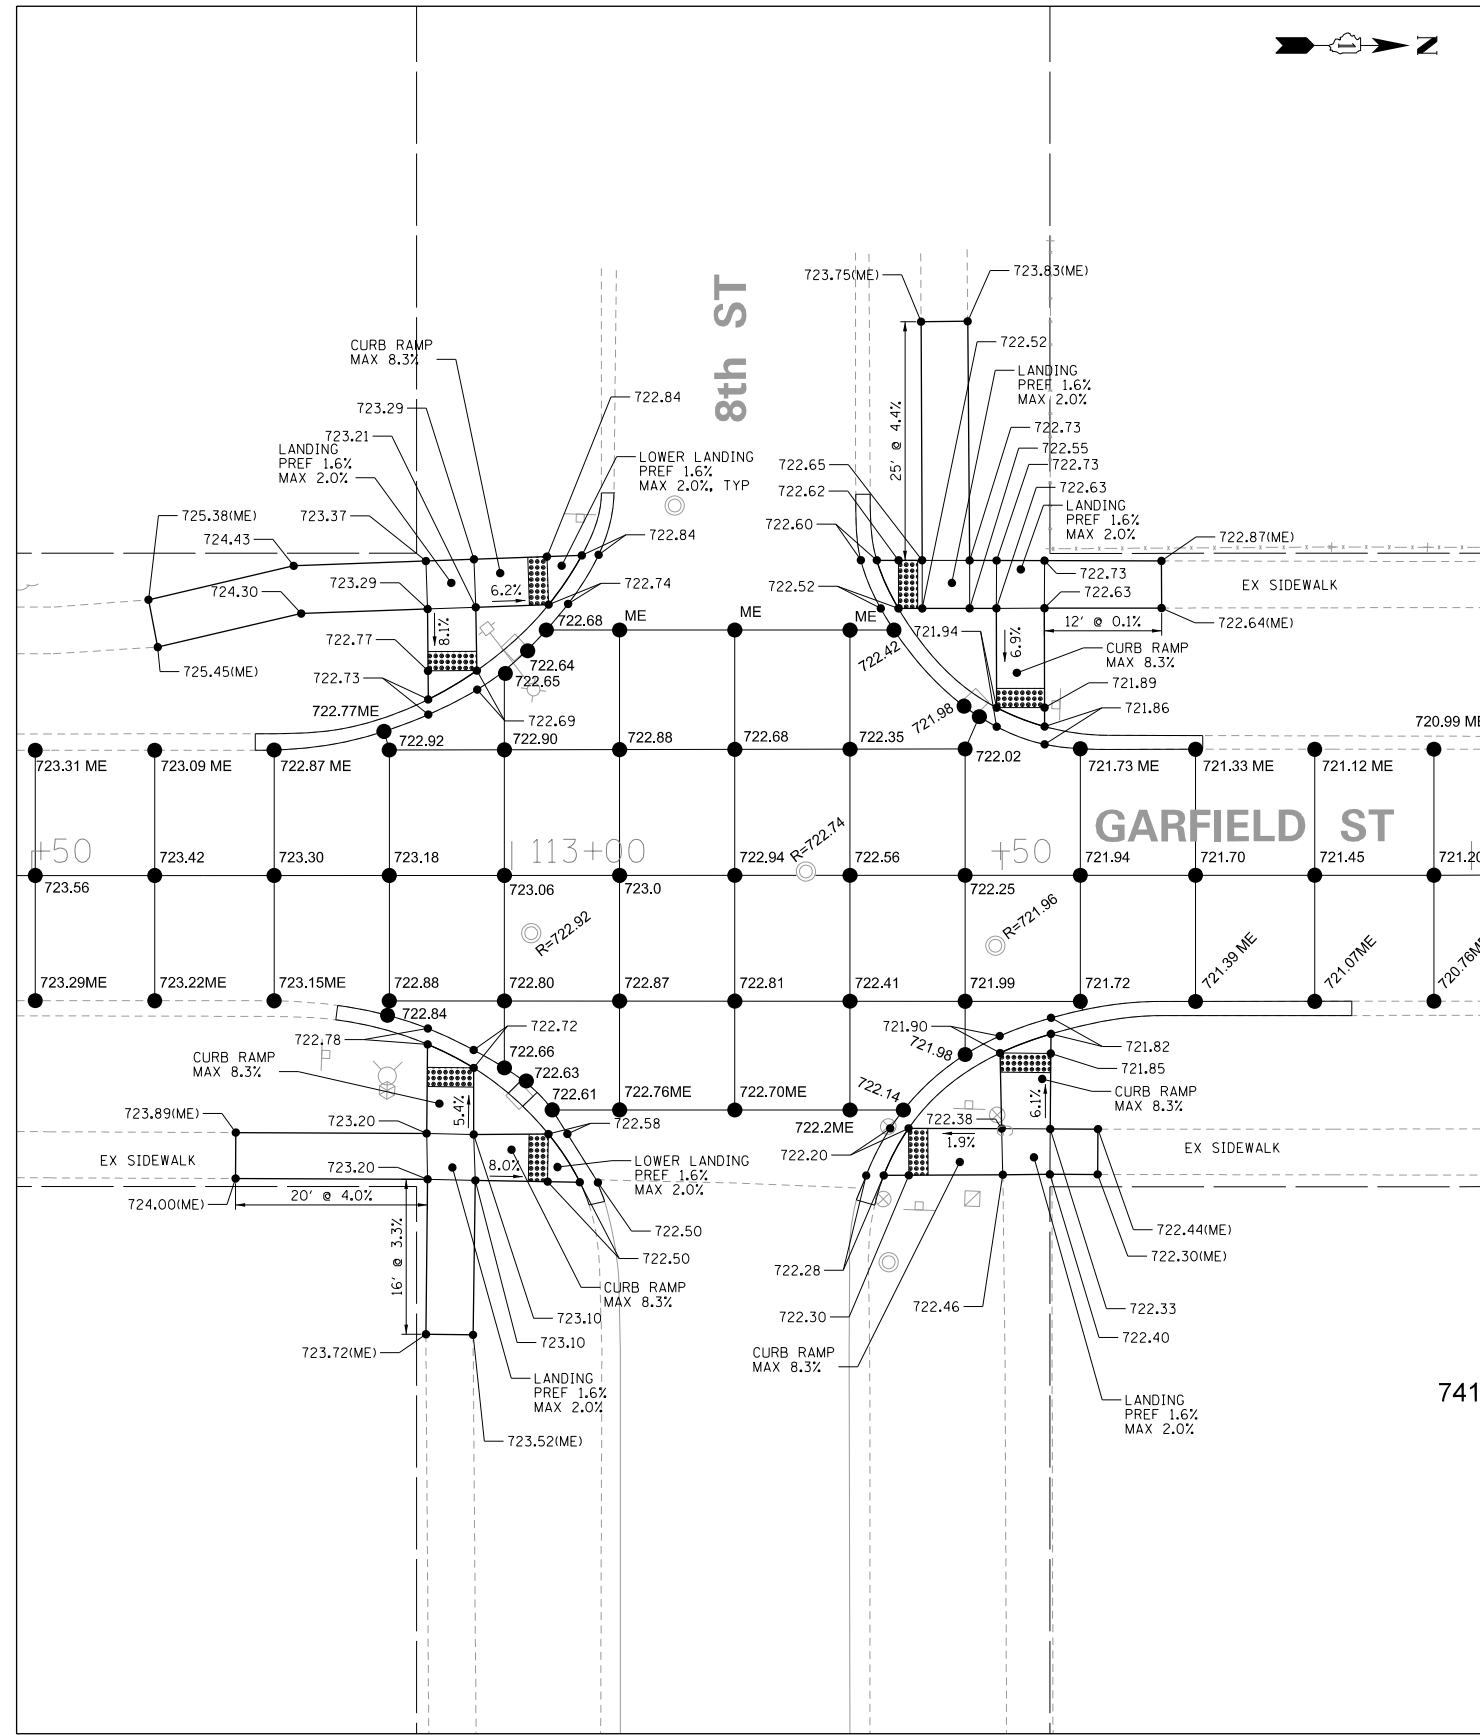 N
723.75(ME)
723.83(ME)
8th ST
CURB RAMP
MAX 8.3%
722.52
LANDING
PREF 1.6%
MAX 2.0%
722.84
723.29
25' @ 4.4%
722.73
723.21
722.55
LANDING
PREF 1.6%
MAX 2.0%
LOWER LANDING
PREF 1.6%
MAX 2.0%, TYP
722.65
722.73
722.62
722.63
LANDING
PREF 1.6%
MAX 2.0%
725.38(ME)
723.37
722.60
724.43
722.84
722.87(ME)
723.29
6.2%
722.74
722.73
EX SIDEWALK
724.30
722.52
722.63
722.64(ME)
8.1%
722.68
ME
ME
ME
721.94
12' @ 0.1%
722.77
722.64
722.42
6.9%
CURB RAMP
MAX 8.3%
725.45(ME)
722.73
722.65
721.89
722.77ME
722.69
721.98
721.86
720.99 ME
722.92
722.90
722.88
722.68
722.35
722.02
723.31 ME
723.09 ME
722.87 ME
721.73 ME
721.33 ME
721.12 ME
GARFIELD ST
+50
113+00
R=722.74
+50
723.42
723.30
723.18
722.94
722.56
721.94
721.70
721.45
721.20
723.56
723.06
723.0
722.25
R=722.92
R=721.96
723.29ME
723.22ME
723.15ME
722.88
722.80
722.87
722.81
722.41
721.99
721.72
721.39 ME
721.07ME
720.76ME
722.84
722.78
722.72
721.90
721.82
CURB RAMP
MAX 8.3%
722.66
721.98
721.85
722.63
CURB RAMP
MAX 8.3%
722.61
722.76ME
722.70ME
722.14
6.1%
723.89(ME)
723.20
5.4%
722.58
722.2ME
722.38
EX SIDEWALK
8.0%
LOWER LANDING
PREF 1.6%
MAX 2.0%
722.20
1.9%
EX SIDEWALK
723.20
724.00(ME)
20' @ 4.0%
722.50
722.44(ME)
16' @ 3.3%
722.50
722.30(ME)
722.28
CURB RAMP
MAX 8.3%
722.46
722.33
723.10
722.30
722.40
723.10
723.72(ME)
CURB RAMP
MAX 8.3%
LANDING
PREF 1.6%
MAX 2.0%
LANDING
PREF 1.6%
MAX 2.0%
741
723.52(ME)